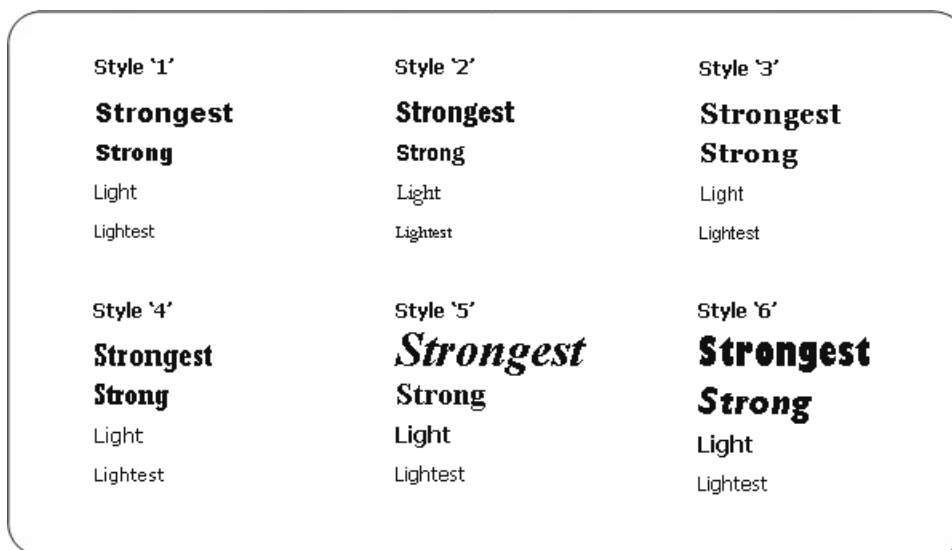 Style ‘1’
Strongest
Strong
Light
Lightest
Style ‘2’
Strongest
Strong
Light
Lightest
Style ‘3’
Strongest
Strong
Light
Lightest
Style ‘4’
Strongest
Strong
Light
Lightest
Style ‘5’
Strongest
Strong
Light
Lightest
Style ‘6’
Strongest
Strong
Light
Lightest